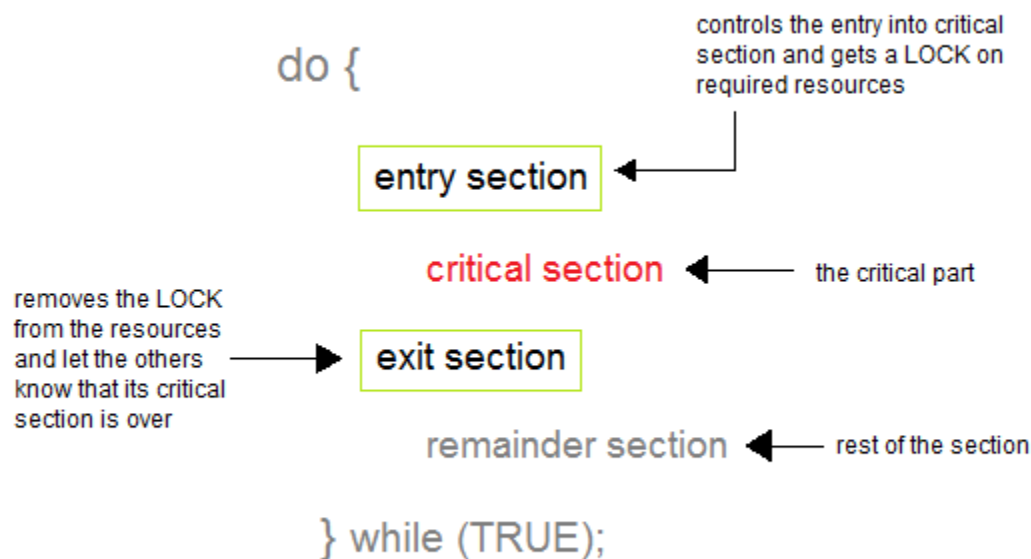 controls the entry into critical
section and gets a LOCK on
required resources
do {
entry section
critical section
the critical part
removes the LOCK
from the resources
and let the others
know that its critical
section is over
exit section
remainder section
rest of the section
} while (TRUE);